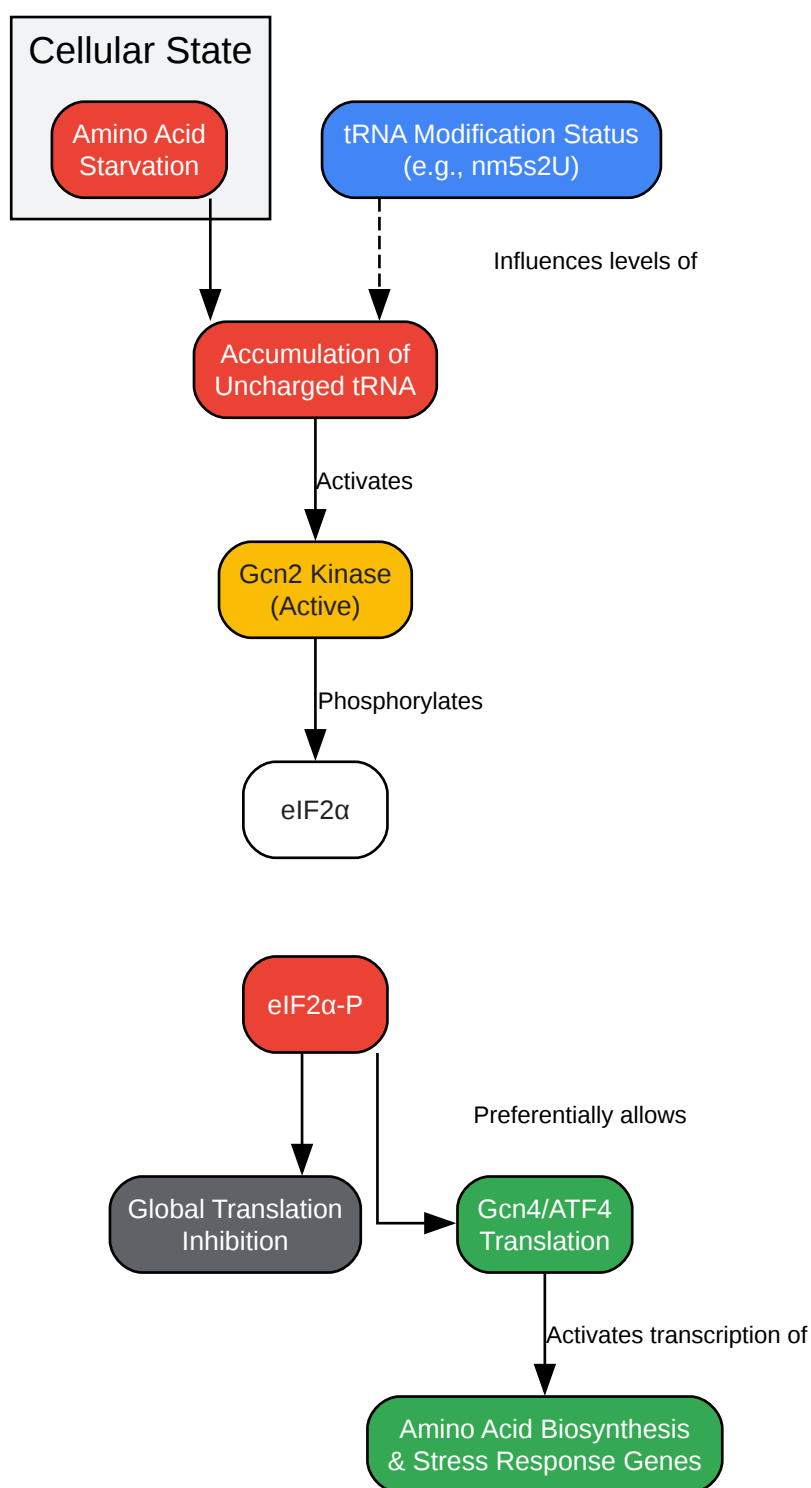 Cellular State
Amino Acid
Starvation
tRNA Modification Status
(e.g., nm5s2U)
Influences levels of
Accumulation of
Uncharged tRNA
Activates
Gcn2 Kinase
(Active)
Phosphorylates
eIF2α
eIF2α-P
Preferentially allows
Global Translation
Inhibition
Gcn4/ATF4
Translation
Activates transcription of
Amino Acid Biosynthesis
& Stress Response Genes